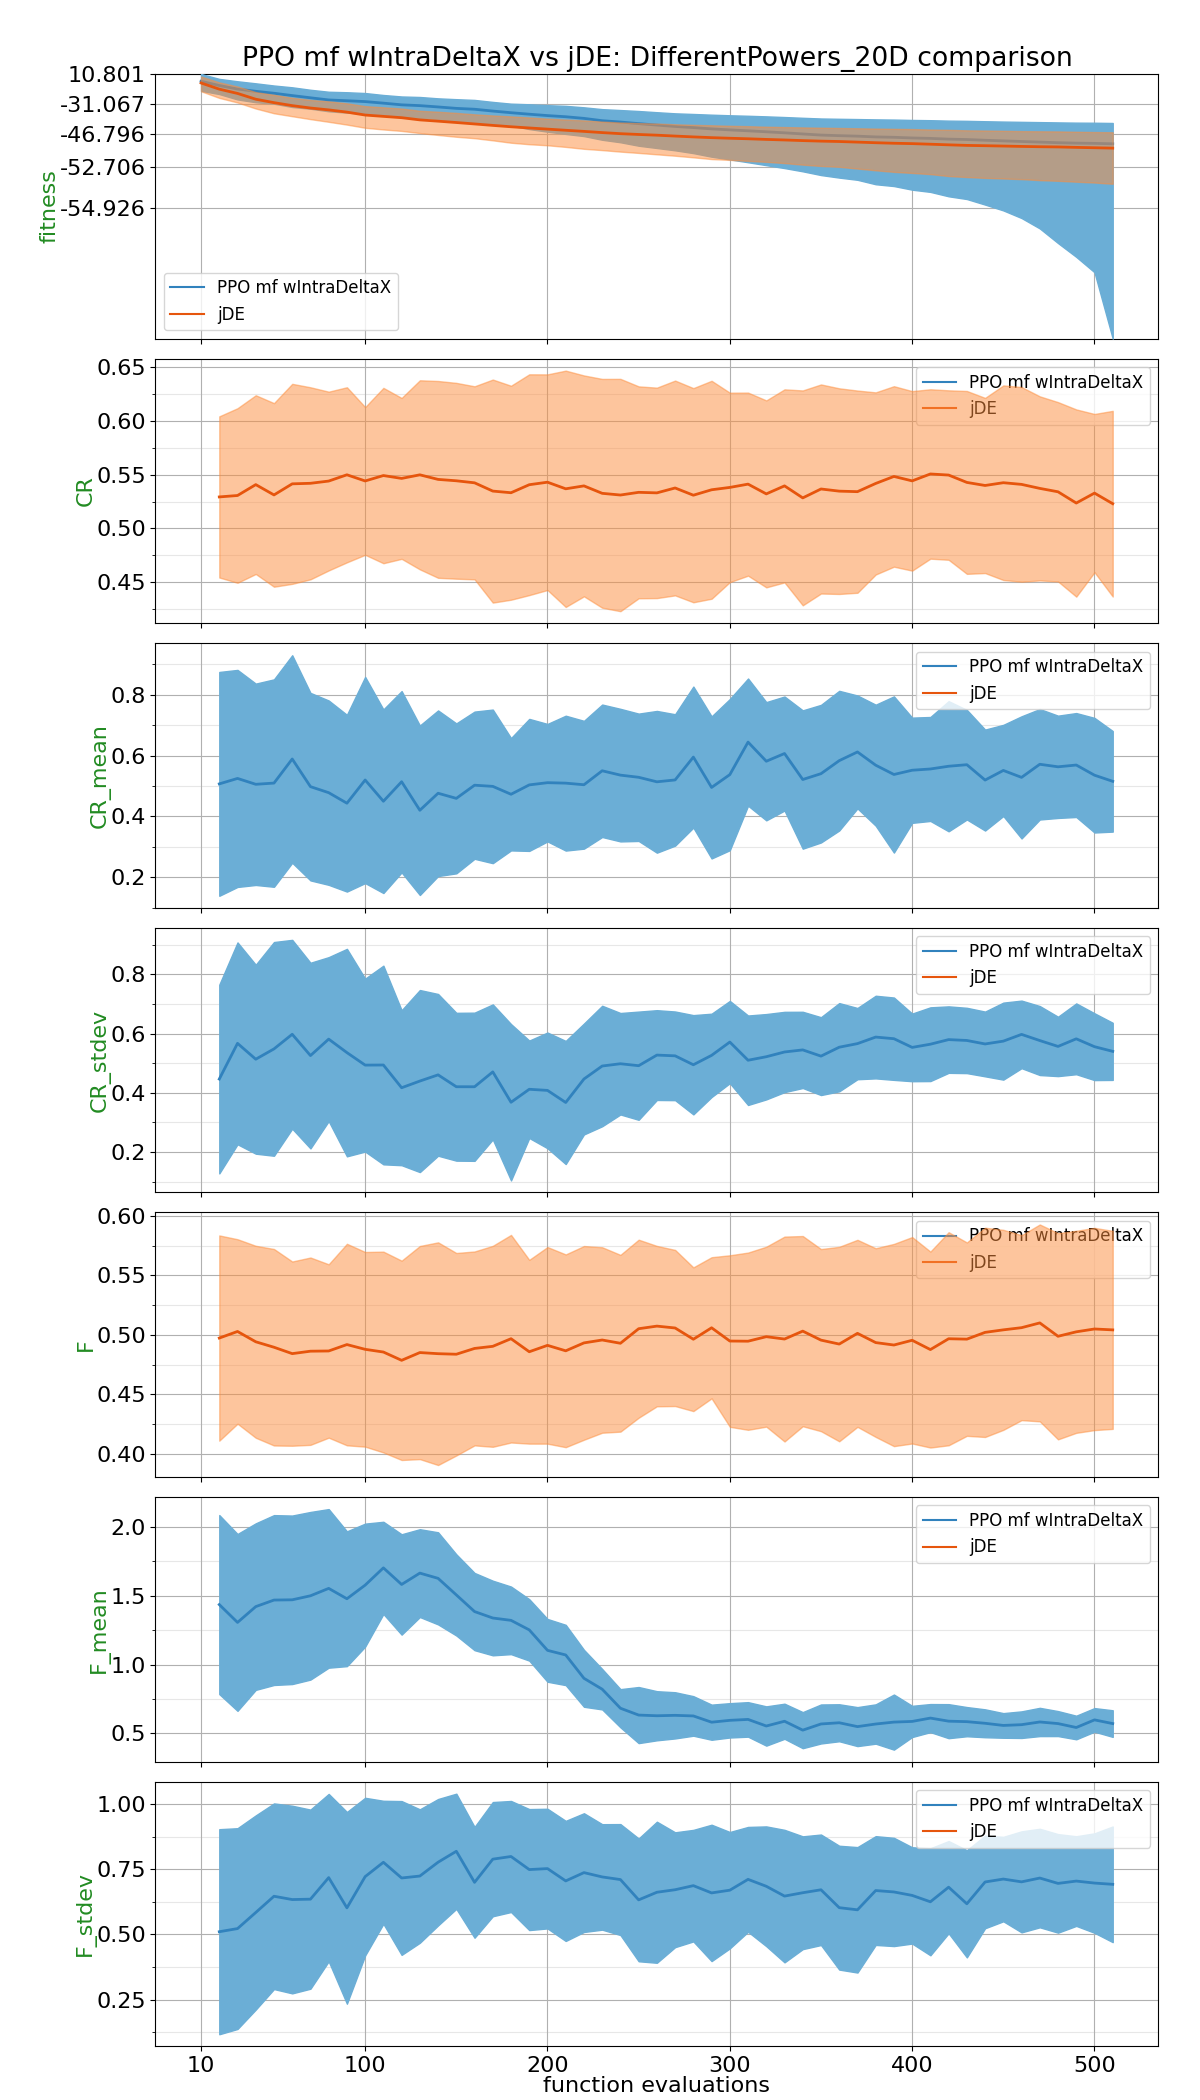 PPO mf wIntraDeltaX vs jDE: DifferentPowers_20D comparison
10.801
-31.067
-46.796
-52.706
-54.926
fitness
PPO mf wIntraDeltaX
jDE
0.65
0.60
0.55
0.50
0.45
CR
PPO mf wIntraDeltaX
jDE
0.8
0.6
0.4
0.2
CR_mean
PPO mf wIntraDeltaX
jDE
0.8
0.6
0.4
0.2
CR_stdev
PPO mf wIntraDeltaX
jDE
0.60
0.55
0.50
0.45
0.40
F
PPO mf wIntraDeltaX
jDE
2.0
1.5
1.0
0.5
F_mean
PPO mf wIntraDeltaX
jDE
1.00
0.75
0.50
0.25
F_stdev
PPO mf wIntraDeltaX
jDE
10 100 200 300 400 500
function evaluations